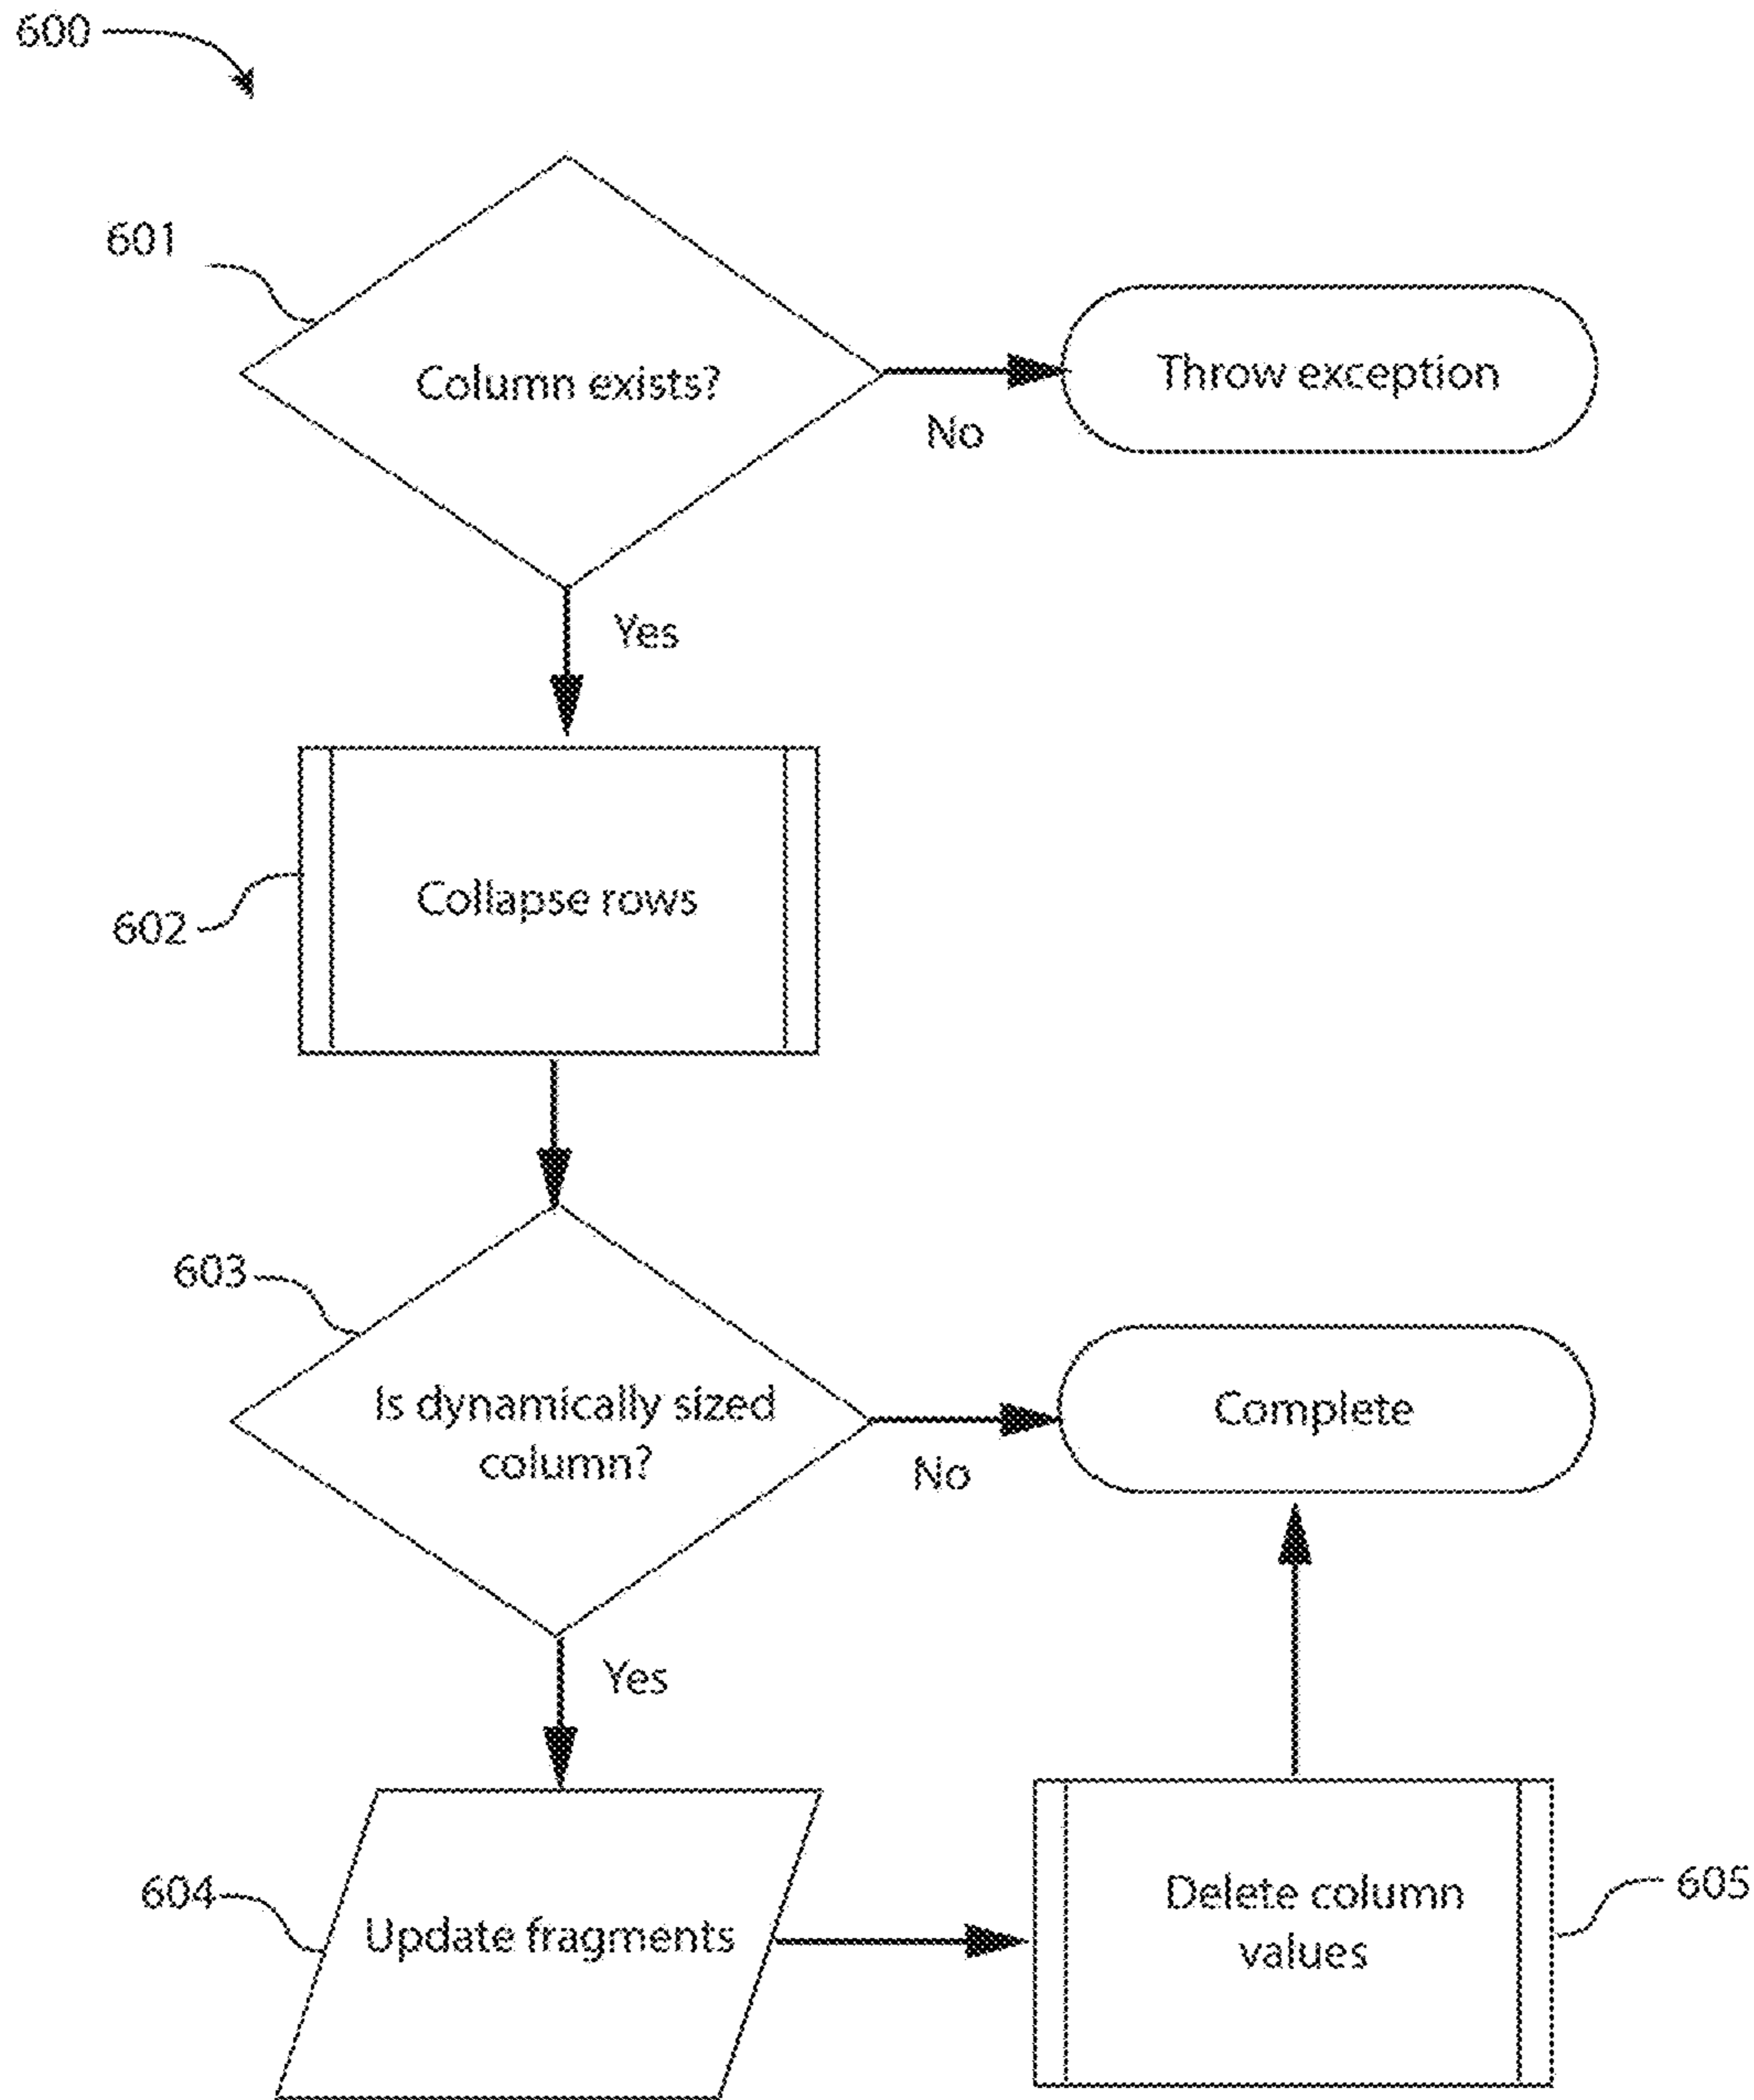 600
601
Column exists?
Throw exception
No
Yes
Collapse rows
602
603
Is dynamically sized
column?
Complete
No
Yes
604
Update fragments
Delete column
values
605